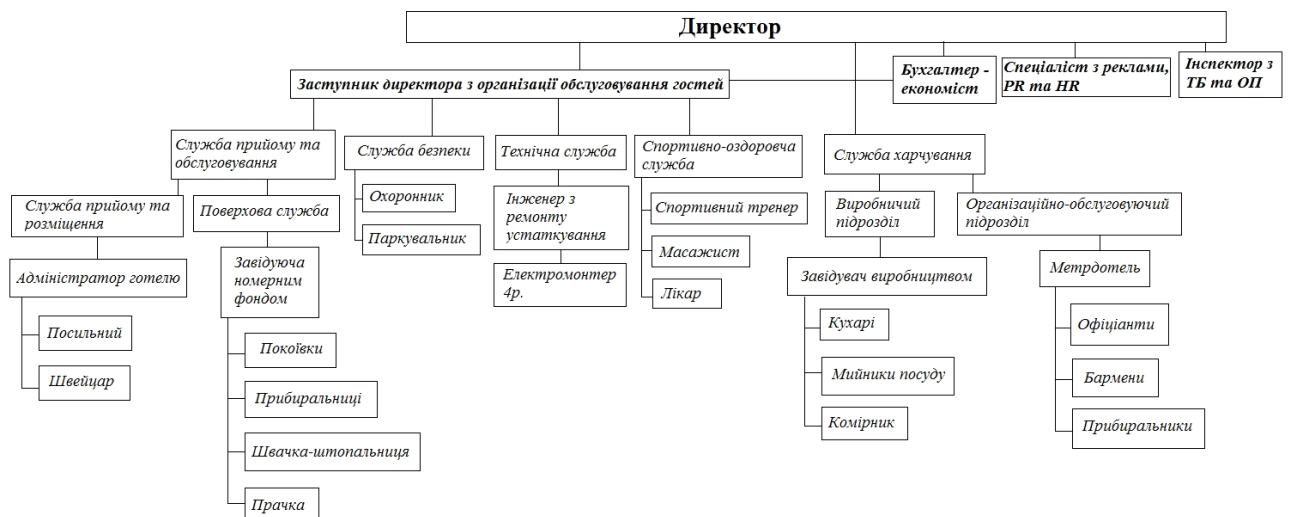 Директор
Заступник директора з організації обслуговування гостей
Бухгалтер -
економіст
Спеціаліст з реклами,
PR та HR
Інспектор з
ТБ та ОП
Служба прийому та
обслуговування
Служба безпеки
Технічна служба
Спортивно-оздоровча
служба
Служба харчування
Служба прийому та
розміщення
Поверхова служба
Охоронник
Паркувальник
Інженер з
ремонту
устаткування
Електромонтер
4р.
Спортивний тренер
Масажист
Лікар
Виробничий
підрозділ
Організаційно-обслуговуючий
підрозділ
Адміністратор готелю
Посильний
Швейцар
Завідуюча
номерним
фондом
Покоївки
Прибиральниці
Швачка-штопальниця
Прачка
Завідувач виробництвом
Кухарі
Мийники посуду
Комірник
Метрдотель
Офіціанти
Бармени
Прибиральники